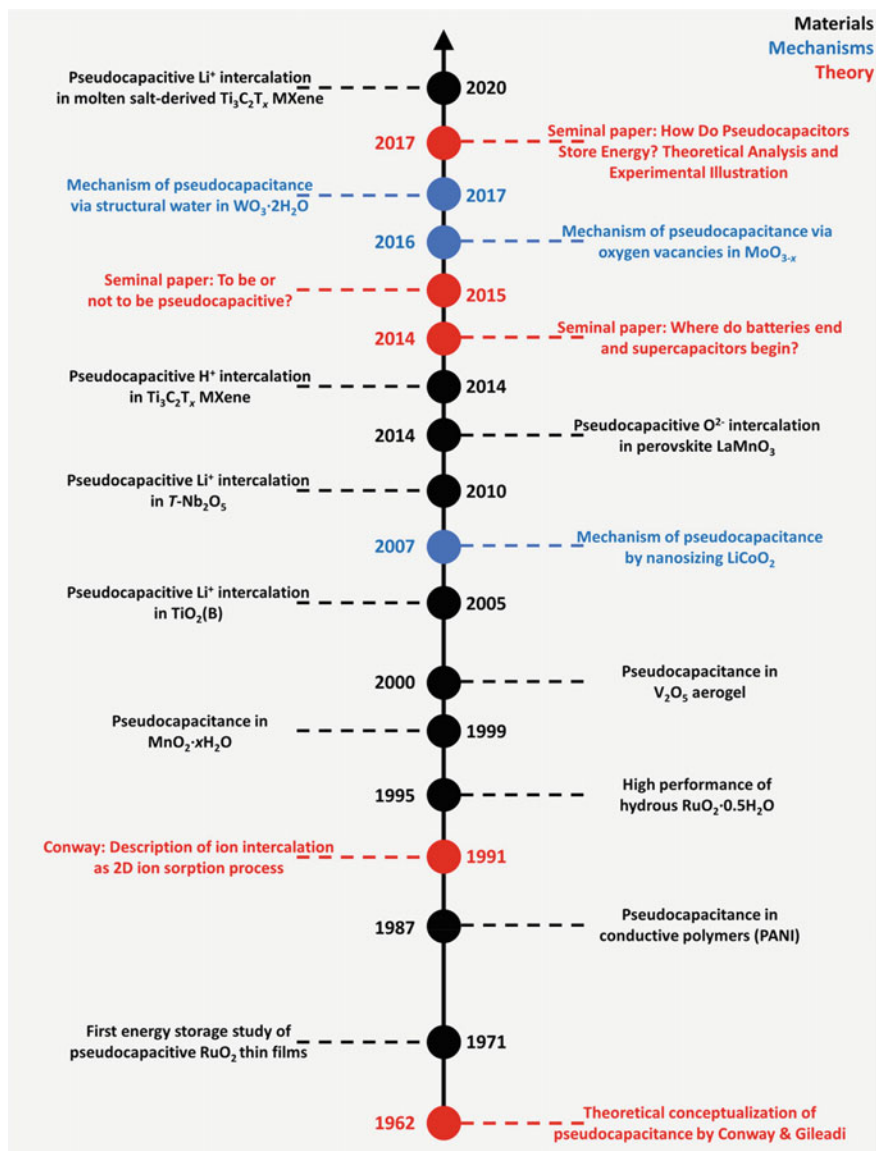 Materials
Mechanisms
Theory
Pseudocapacitive Li⁺ intercalation
in molten salt-derived Ti₃C₂Tₓ MXene
2020
2017
Seminal paper: How Do Pseudocapacitors
Store Energy? Theoretical Analysis and
Experimental Illustration
Mechanism of pseudocapacitance
via structural water in WO₃·2H₂O
2017
2016
Mechanism of pseudocapacitance via
oxygen vacancies in MoO₃₋ₓ
Seminal paper: To be or
not to be pseudocapacitive?
2015
2014
Seminal paper: Where do batteries end
and supercapacitors begin?
Pseudocapacitive H⁺ intercalation
in Ti₃C₂Tₓ MXene
2014
2014
Pseudocapacitive O²⁻ intercalation
in perovskite LaMnO₃
Pseudocapacitive Li⁺ intercalation
in T-Nb₂O₅
2010
2007
Mechanism of pseudocapacitance
by nanosizing LiCoO₂
Pseudocapacitive Li⁺ intercalation
in TiO₂(B)
2005
2000
Pseudocapacitance in
V₂O₅ aerogel
Pseudocapacitance in
MnO₂·xH₂O
1999
1995
High performance of
hydrous RuO₂·0.5H₂O
Conway: Description of ion intercalation
as 2D ion sorption process
1991
1987
Pseudocapacitance in
conductive polymers (PANI)
First energy storage study of
pseudocapacitive RuO₂ thin films
1971
1962
Theoretical conceptualization of
pseudocapacitance by Conway & Gileadi